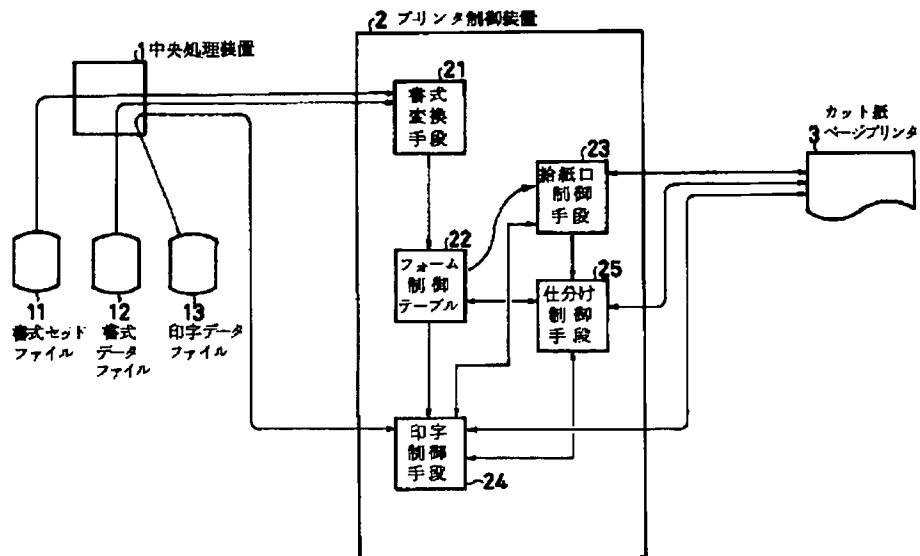 2 プリンタ制御装置
1 中央処理装置
21
書式
変換
手段
カット紙
ページプリンタ
3
23
給紙口
制御
手段
22
フォーム
制御
テーブル
25
仕分け
制御
手段
11
書式セット
ファイル
12
書式
データ
ファイル
13
印字データ
ファイル
印字
制御
手段
24